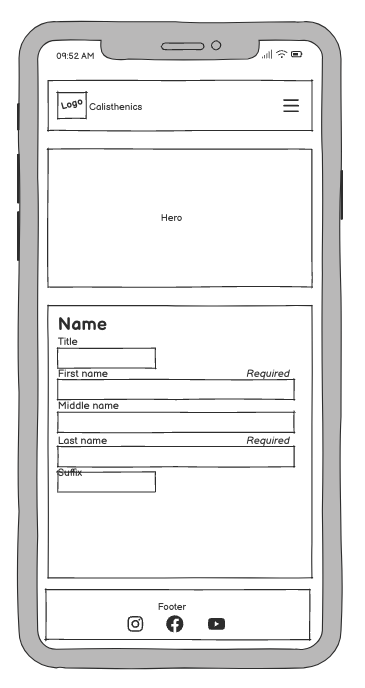 09:52 AM
Logo Calisthenics
Hero
Name
Title
First name Required
Middle name
Last name Required
Suffix
Footer